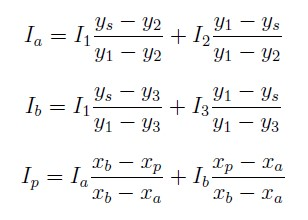 I_a = I_1 \frac{y_s - y_2}{y_1 - y_2} + I_2 \frac{y_1 - y_s}{y_1 - y_2}
I_b = I_1 \frac{y_s - y_3}{y_1 - y_3} + I_3 \frac{y_1 - y_s}{y_1 - y_3}
I_p = I_a \frac{x_b - x_p}{x_b - x_a} + I_b \frac{x_p - x_a}{x_b - x_a}